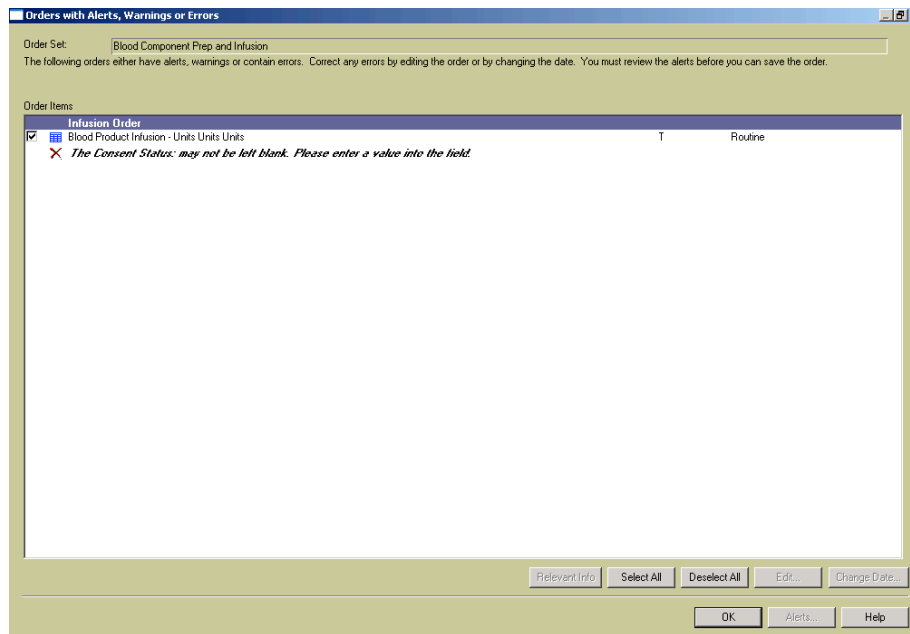 Orders with Alerts, Warnings or Errors
Order Set: Blood Component Prep and Infusion
The following orders either have alerts, warnings or contain errors. Correct any errors by editing the order or by changing the date. You must review the alerts before you can save the order.
Order Items
Infusion Order
Blood Product Infusion - Units Units Units T Routine
The Consent Status: may not be left blank. Please enter a value into the field.
Relevant Info Select All Deselect All Edit... Change Date...
OK Alerts... Help